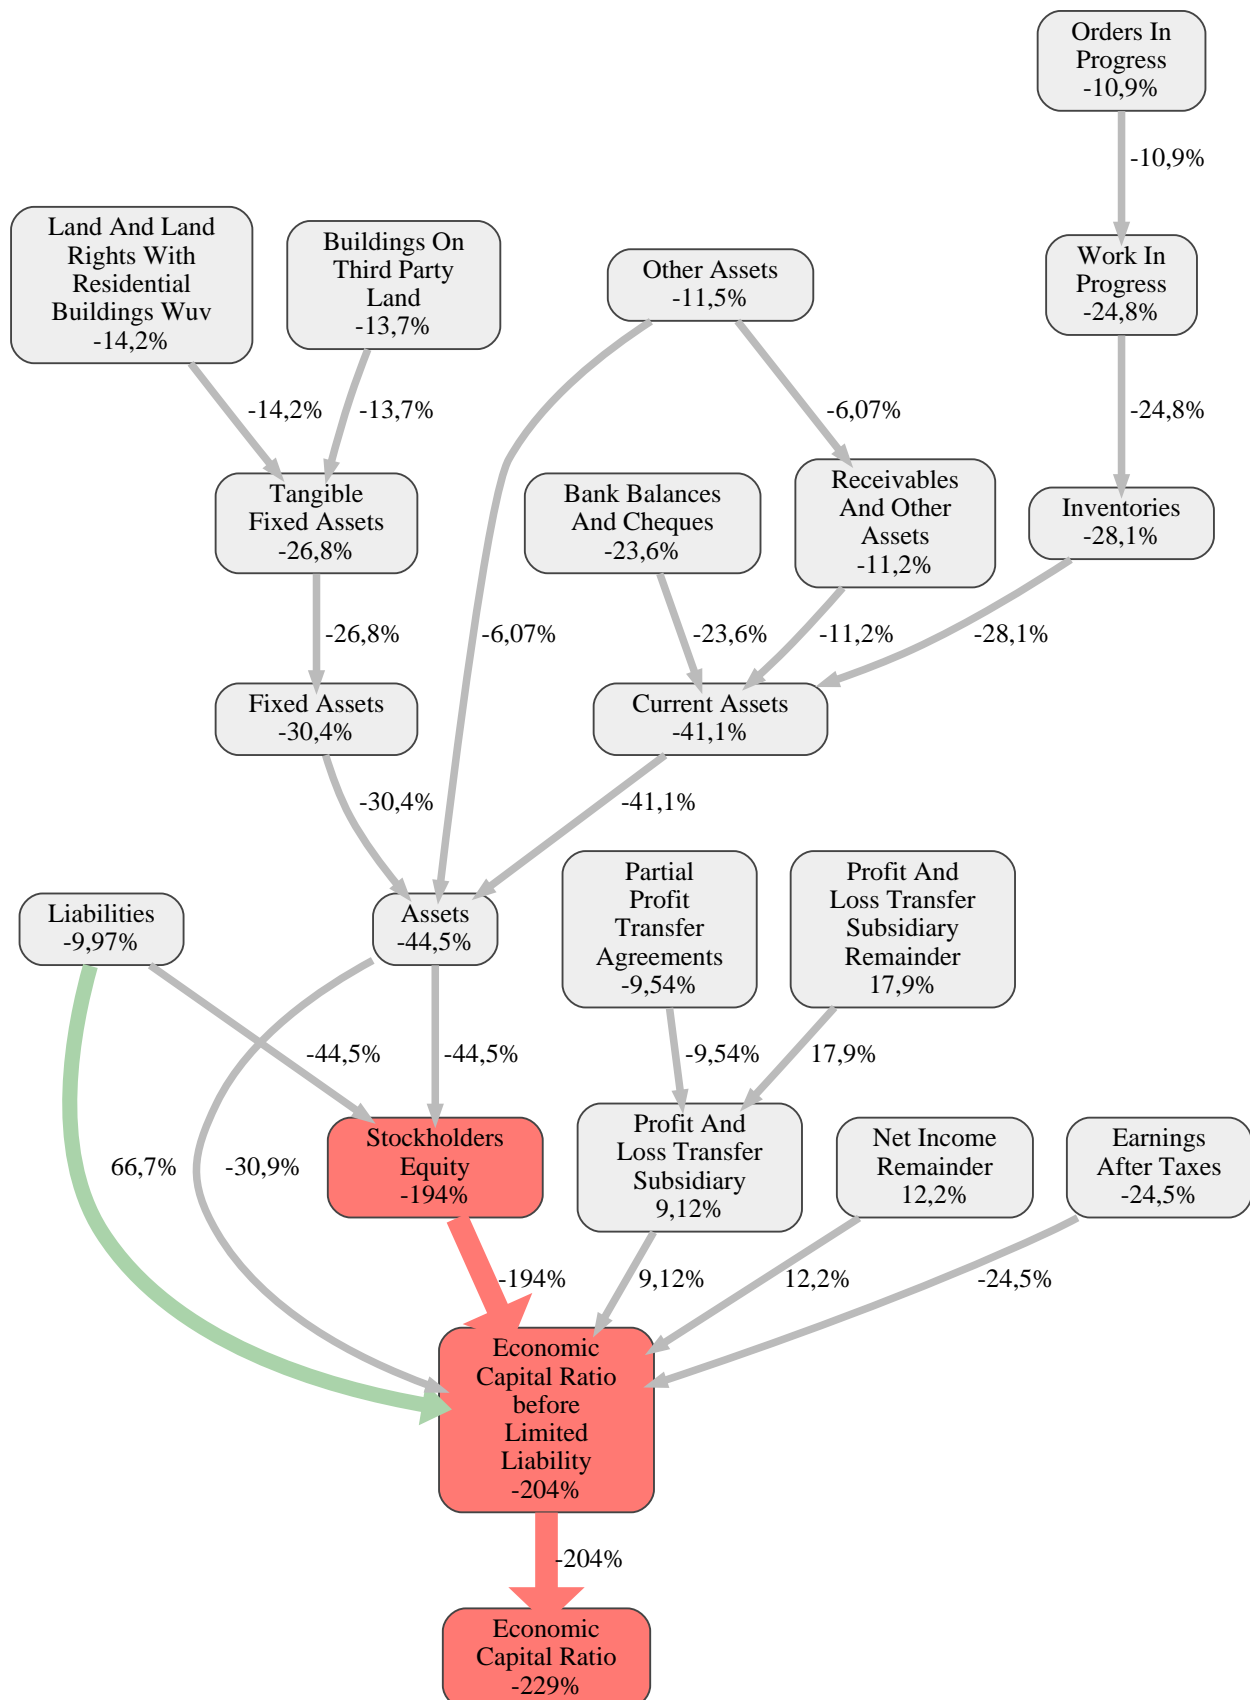 Orders In
Progress
-10,9%
-10,9%
Land And Land
Rights With
Residential
Buildings Wuv
-14,2%
Buildings On
Third Party
Land
-13,7%
Other Assets
-11,5%
Work In
Progress
-24,8%
-14,2%
-13,7%
-6,07%
-24,8%
Tangible
Fixed Assets
-26,8%
Bank Balances
And Cheques
-23,6%
Receivables
And Other
Assets
-11,2%
Inventories
-28,1%
-26,8%
-6,07%
-23,6%
-11,2%
-28,1%
Fixed Assets
-30,4%
Current Assets
-41,1%
-30,4%
-41,1%
Liabilities
-9,97%
Assets
-44,5%
Partial
Profit
Transfer
Agreements
-9,54%
Profit And
Loss Transfer
Subsidiary
Remainder
17,9%
-44,5%
-44,5%
-9,54%
17,9%
66,7%
-30,9%
Stockholders
Equity
-194%
Profit And
Loss Transfer
Subsidiary
9,12%
Net Income
Remainder
12,2%
Earnings
After Taxes
-24,5%
-194%
9,12%
12,2%
-24,5%
Economic
Capital Ratio
before
Limited
Liability
-204%
-204%
Economic
Capital Ratio
-229%